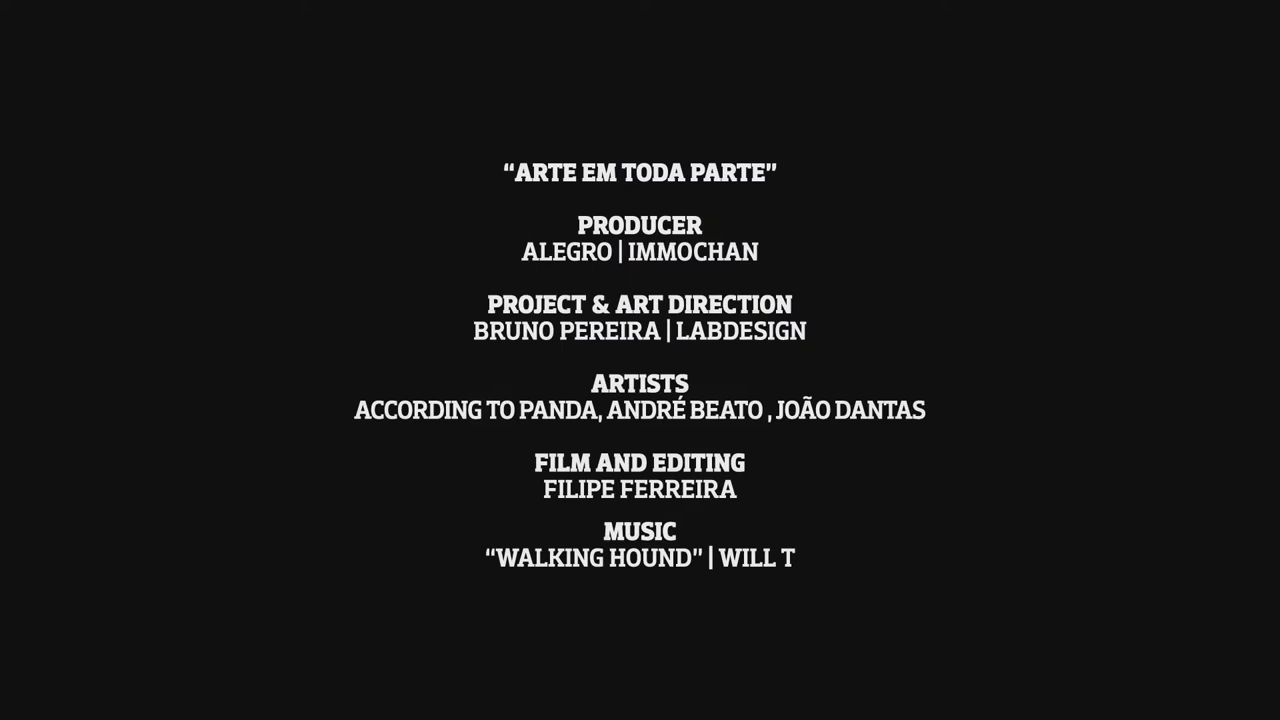 “ARTE EM TODA PARTE”
PRODUCER
ALEGRO | IMMOCHAN
PROJECT & ART DIRECTION
BRUNO PEREIRA | LABDESIGN
ARTISTS
ACCORDING TO PANDA, ANDRÉ BEATO , JOÃO DANTAS
FILM AND EDITING
FILIPE FERREIRA
MUSIC
“WALKING HOUND” | WILL T